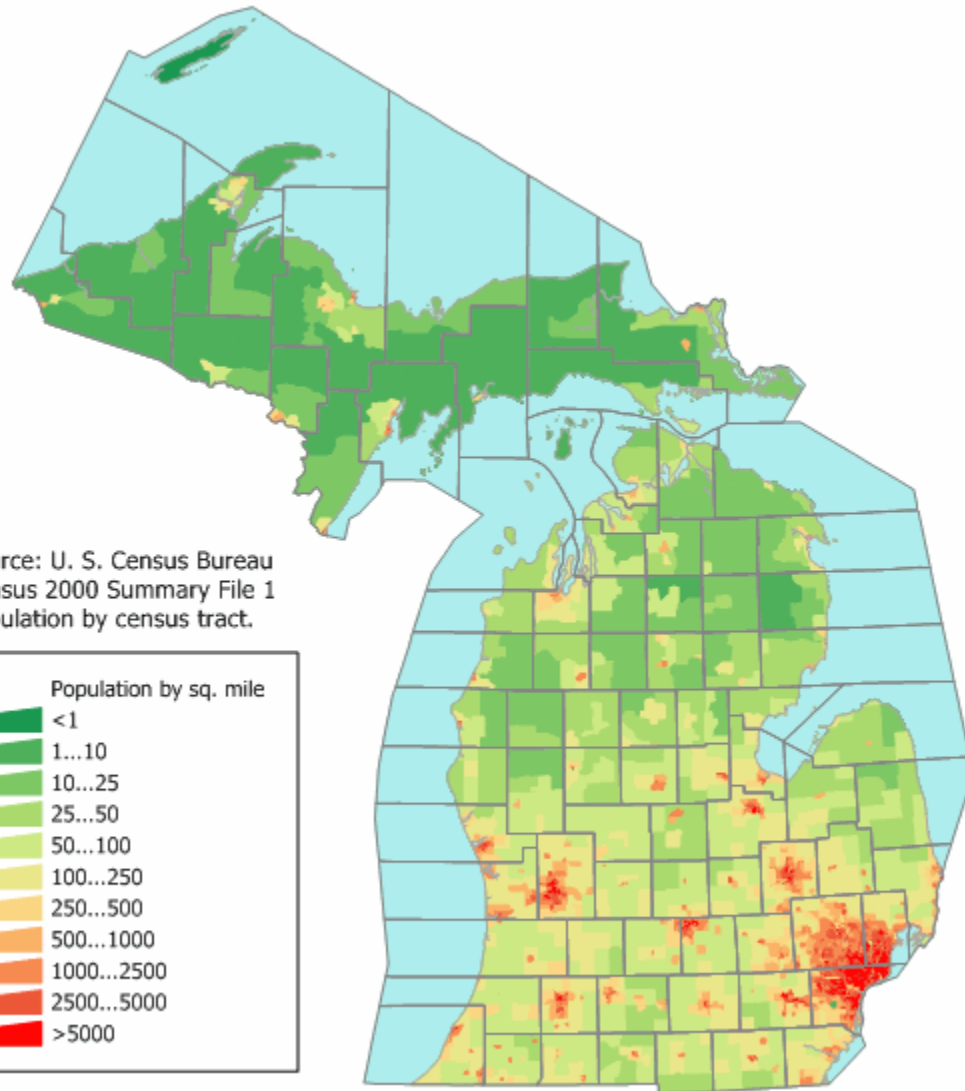 rce: U. S. Census Bureau
sus 2000 Summary File 1
ulation by census tract.
Population by sq. mile
<1
1...10
10...25
25...50
50...100
100...250
250...500
500...1000
1000...2500
2500...5000
>5000